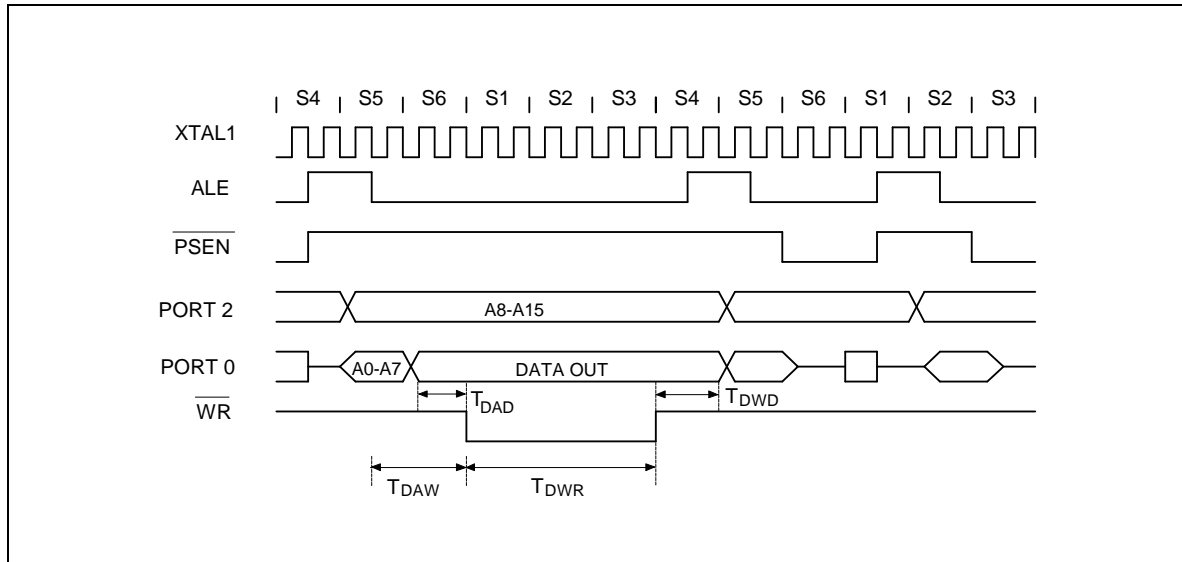 | S4 | S5 | S6 | S1 | S2 | S3 | S4 | S5 | S6 | S1 | S2 | S3 |
XTAL1
ALE
PSEN
PORT 2
A8-A15
PORT 0
A0-A7
DATA OUT
WR
TDAD
TDWD
TDAW
TDWR